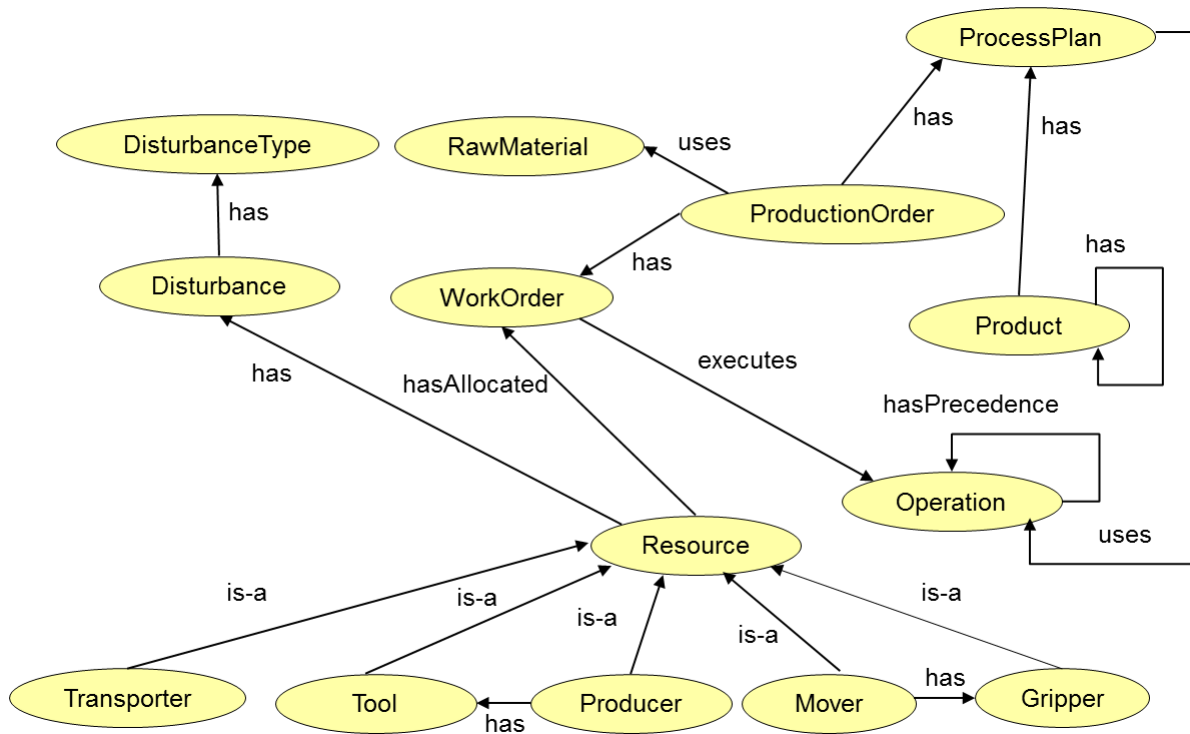 ProcessPlan
has
has
DisturbanceType
RawMaterial
uses
has
ProductionOrder
has
has
Disturbance
WorkOrder
Product
executes
has
hasAllocated
hasPrecedence
Operation
uses
Resource
is-a
is-a
is-a
is-a
is-a
has
Transporter
Tool
has
Producer
Mover
Gripper